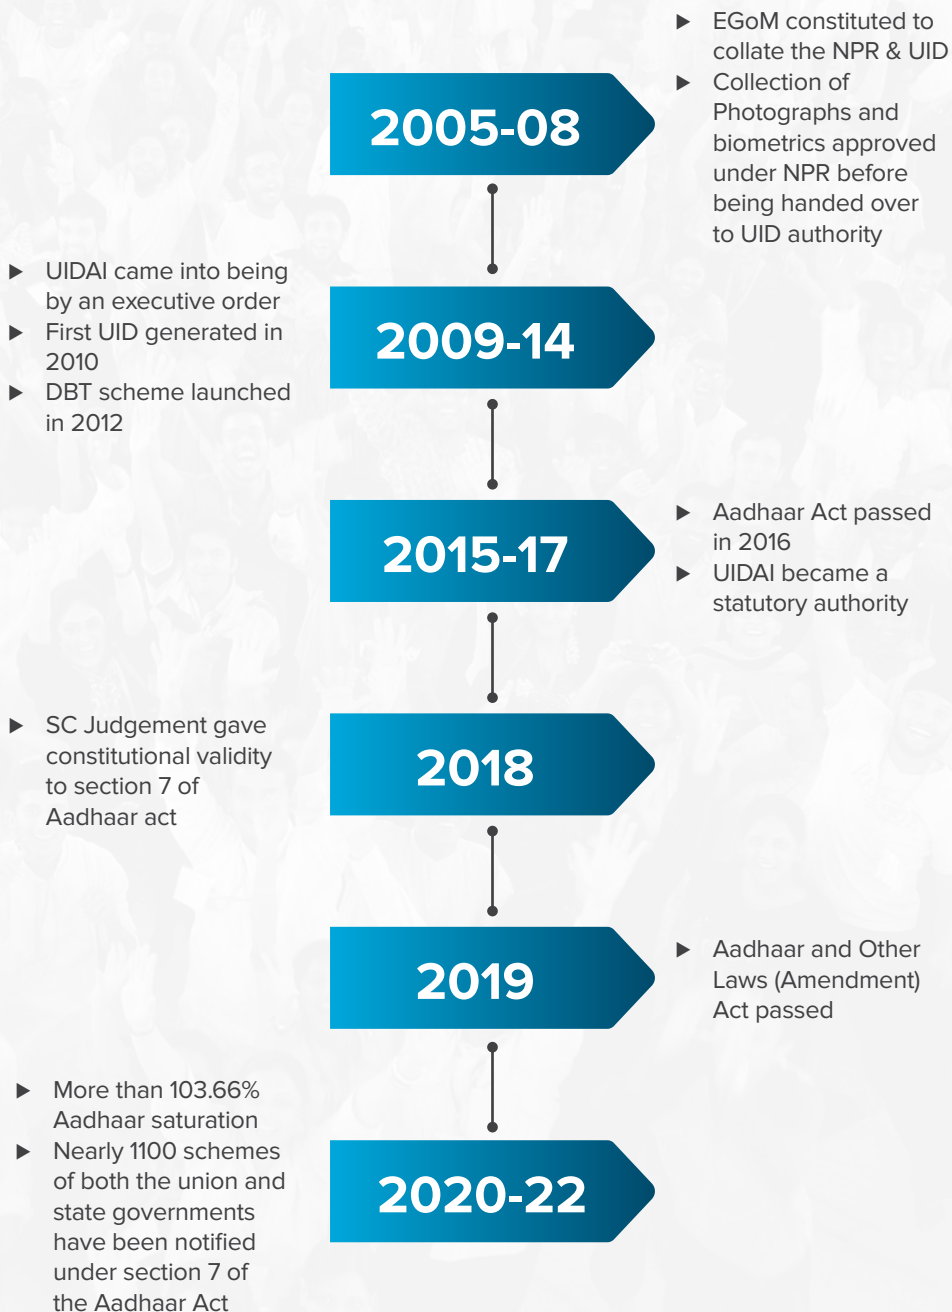 ▶ EGoM constituted to
collate the NPR & UID
▶ Collection of
Photographs and
biometrics approved
under NPR before
being handed over
to UID authority
2005-08
▶ UIDAI came into being
by an executive order
▶ First UID generated in
2010
▶ DBT scheme launched
in 2012
2009-14
▶ Aadhaar Act passed
in 2016
▶ UIDAI became a
statutory authority
2015-17
▶ SC Judgement gave
constitutional validity
to section 7 of
Aadhaar act
2018
▶ Aadhaar and Other
Laws (Amendment)
Act passed
2019
▶ More than 103.66%
Aadhaar saturation
▶ Nearly 1100 schemes
of both the union and
state governments
have been notified
under section 7 of
the Aadhaar Act
2020-22